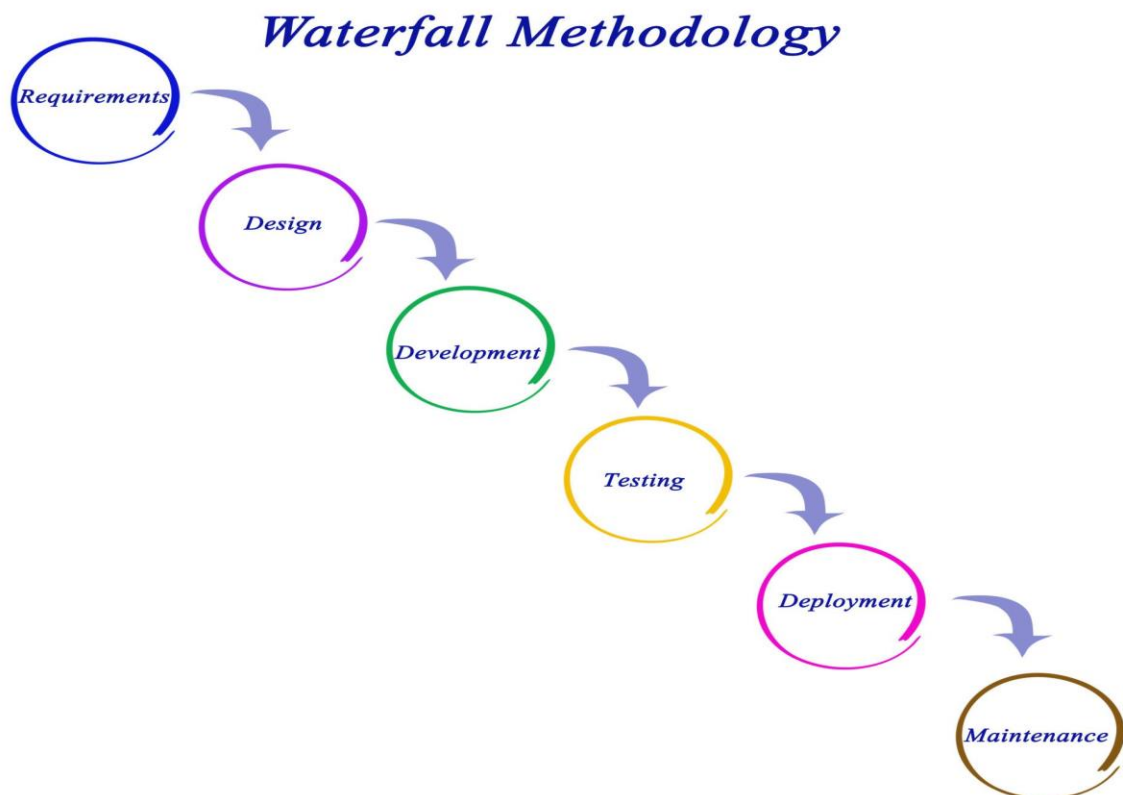 Waterfall Methodology
Requirements
Design
Development
Testing
Deployment
Maintenance